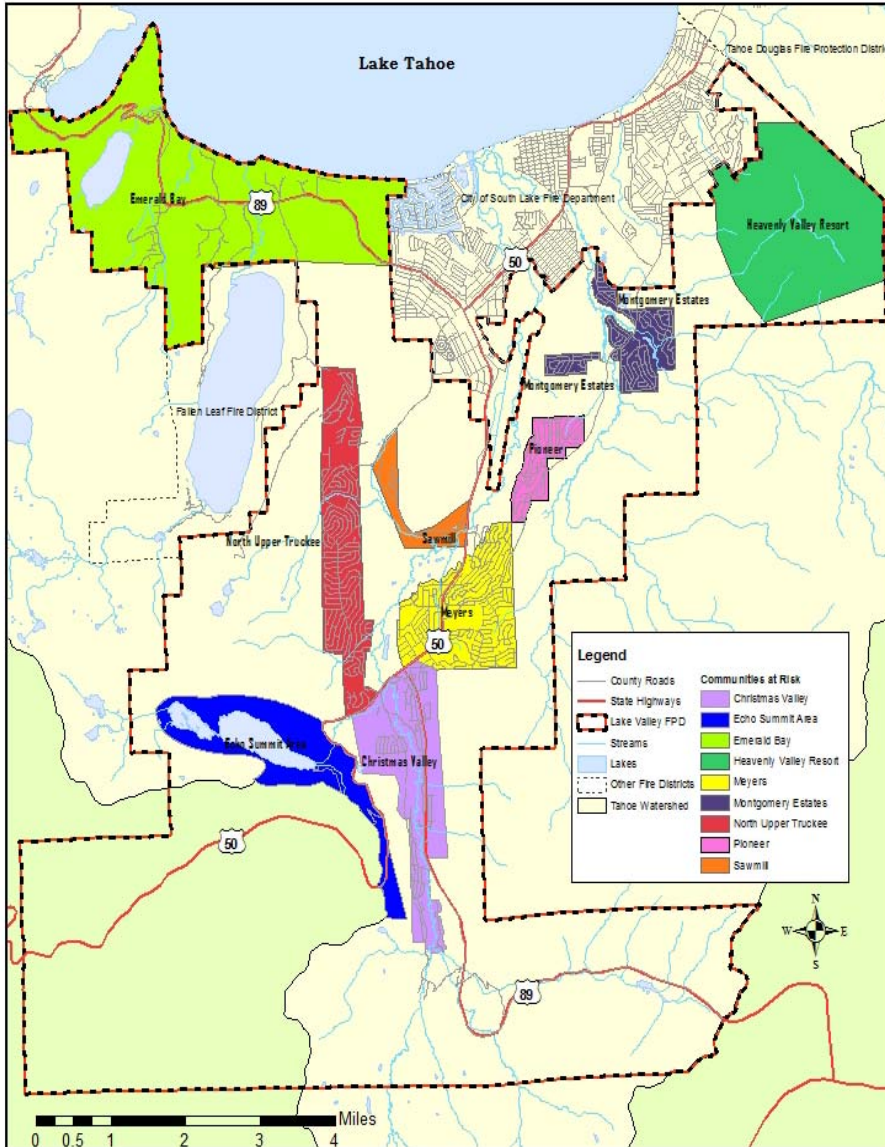 Lake Tahoe
Tahoe Douglas Fire Protection Distri
Emerald Bay
89
City of South Lake Fire Department
Heavenly Valley Resort
50
Montgomery Estates
Montgomery Estates
Fallen Leaf Fire District
Pioneer
North Upper Truckee
Sawmill
Meyers
50
Echo Summit Area
Christmas Valley
50
89
Legend
County Roads
State Highways
Lake Valley FPD
Streams
Lakes
Other Fire Districts
Tahoe Watershed
Communities at Risk
Christmas Valley
Echo Summit Area
Emerald Bay
Heavenly Valley Resort
Meyers
Montgomery Estates
North Upper Truckee
Pioneer
Sawmill
N
W E
S
Miles
0 0.5 1 2 3 4